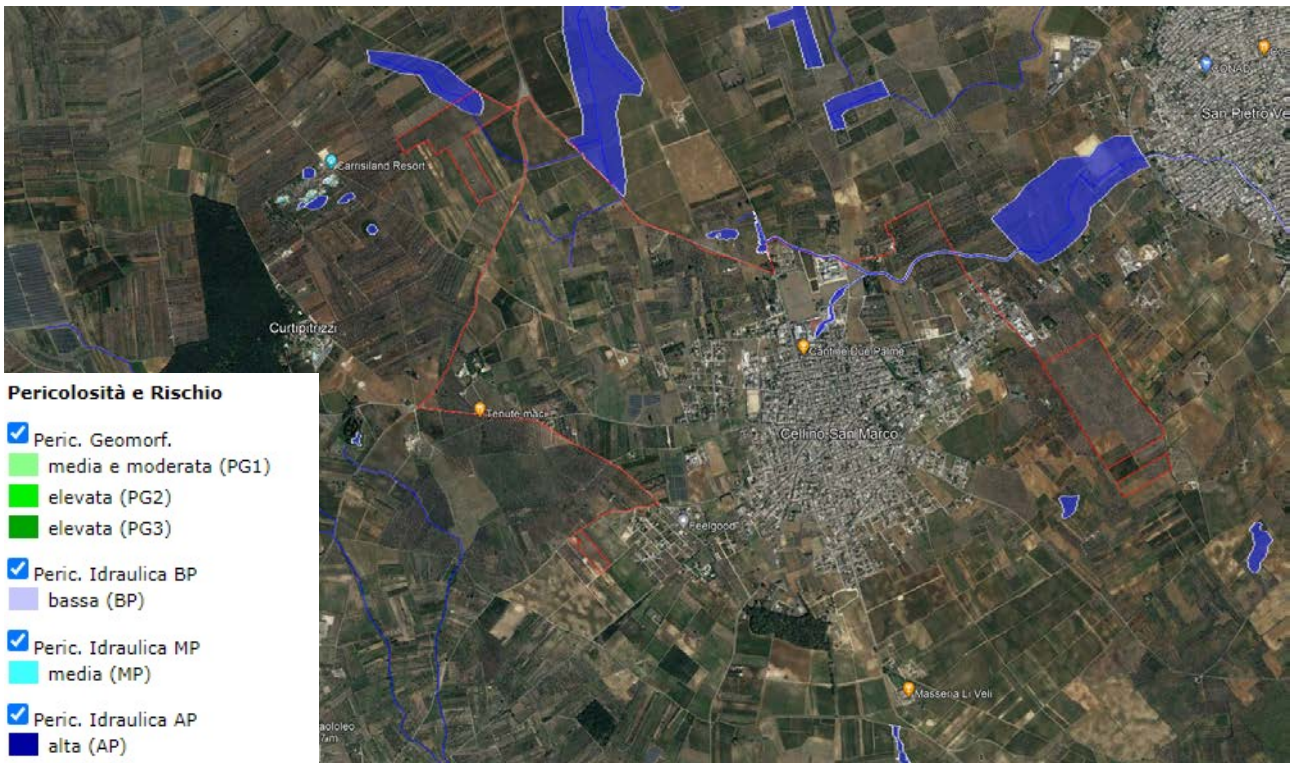 CONAD
San Pietro Ve
Carrisiland Resort
Curtipitrizzi
Cantine Due Palme
Tenute maci
Cellino San Marco
Feelgood
Masseria Li Veli
Pericolosità e Rischio
Peric. Geomorf.
media e moderata (PG1)
elevata (PG2)
elevata (PG3)
Peric. Idraulica BP
bassa (BP)
Peric. Idraulica MP
media (MP)
Peric. Idraulica AP
alta (AP)